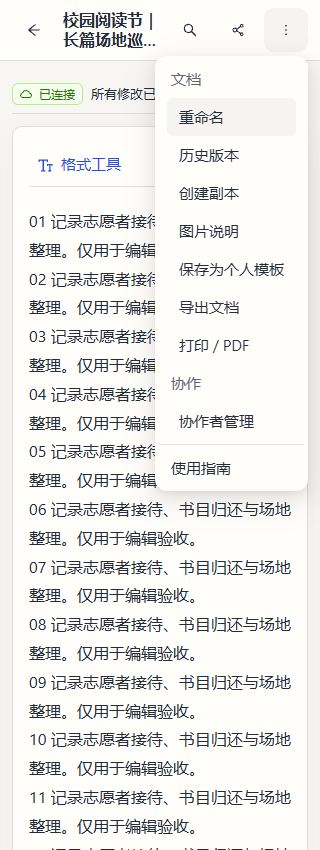 校园阅读节 |
长篇场地巡...
已连接 所有修改已
文档
重命名
历史版本
创建副本
图片说明
保存为个人模板
导出文档
打印 / PDF
协作
协作者管理
使用指南
格式工具
01 记录志愿者接待
整理。仅用于编辑
02 记录志愿者接待
整理。仅用于编辑
03 记录志愿者接待
整理。仅用于编辑
04 记录志愿者接待
整理。仅用于编辑
05 记录志愿者接待
整理。仅用于编辑
06 记录志愿者接待、书目归还与场地
整理。仅用于编辑验收。
07 记录志愿者接待、书目归还与场地
整理。仅用于编辑验收。
08 记录志愿者接待、书目归还与场地
整理。仅用于编辑验收。
09 记录志愿者接待、书目归还与场地
整理。仅用于编辑验收。
10 记录志愿者接待、书目归还与场地
整理。仅用于编辑验收。
11 记录志愿者接待、书目归还与场地
整理。仅用于编辑验收。